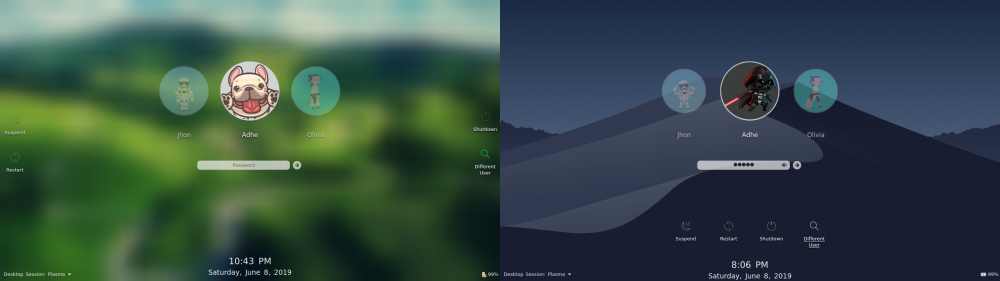 Jhon
Adhe
Olivia
Suspend
Shutdown
Password
Restart
Different
User
10:43 PM
Saturday, June 8, 2019
Desktop Session: Plasma
99%
Jhon
Adhe
Olivia
Suspend
Restart
Shutdown
Different
User
8:06 PM
Saturday, June 8, 2019
Desktop Session: Plasma
99%